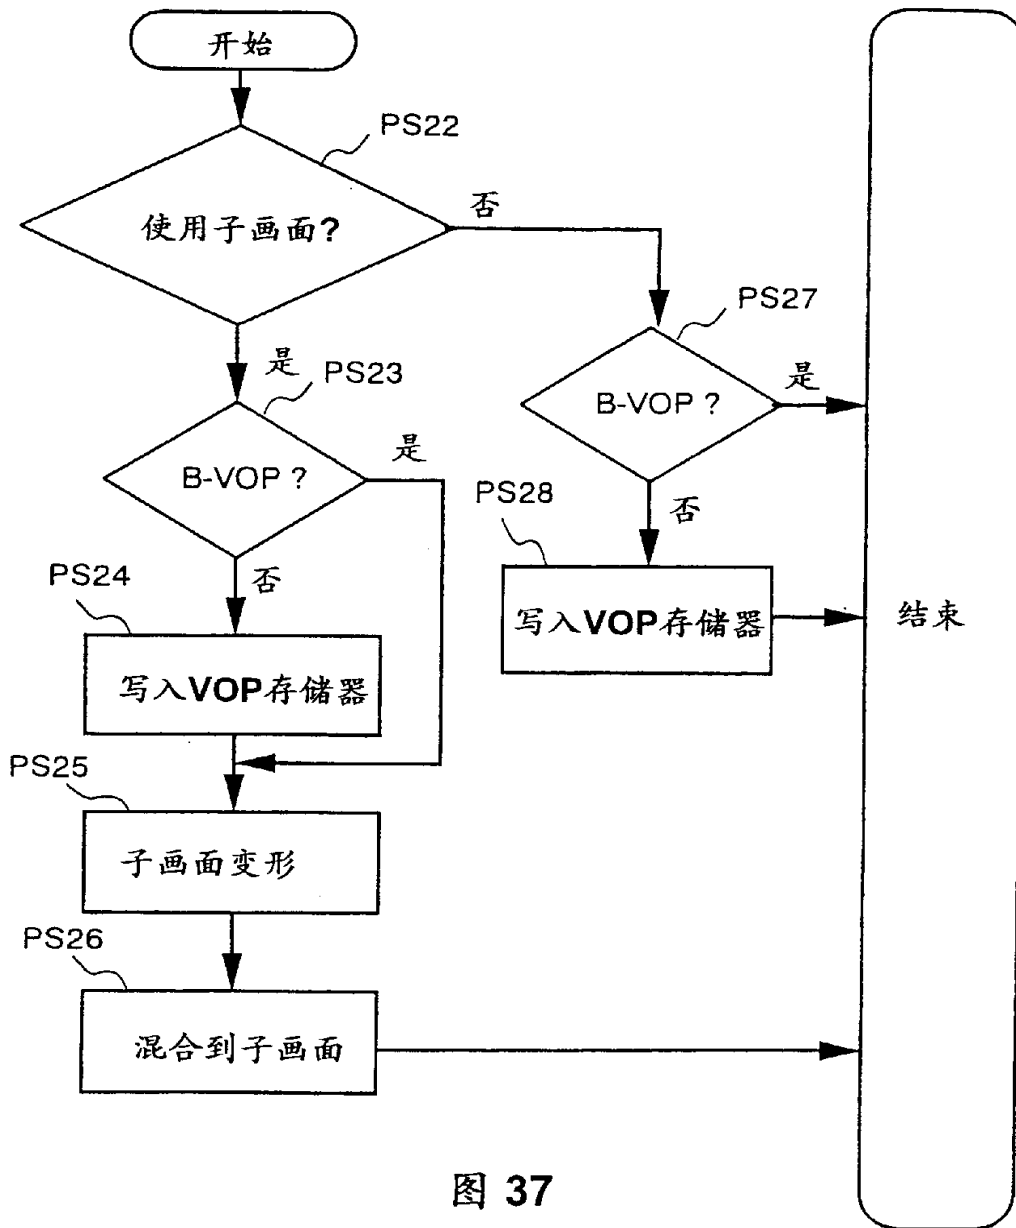 开始
PS22
使用子画面?
否
是
PS27
B-VOP ?
是
PS23
B-VOP ?
是
PS28
否
写入VOP存储器
结束
PS24
否
写入VOP存储器
PS25
子画面变形
PS26
混合到子画面
图 37